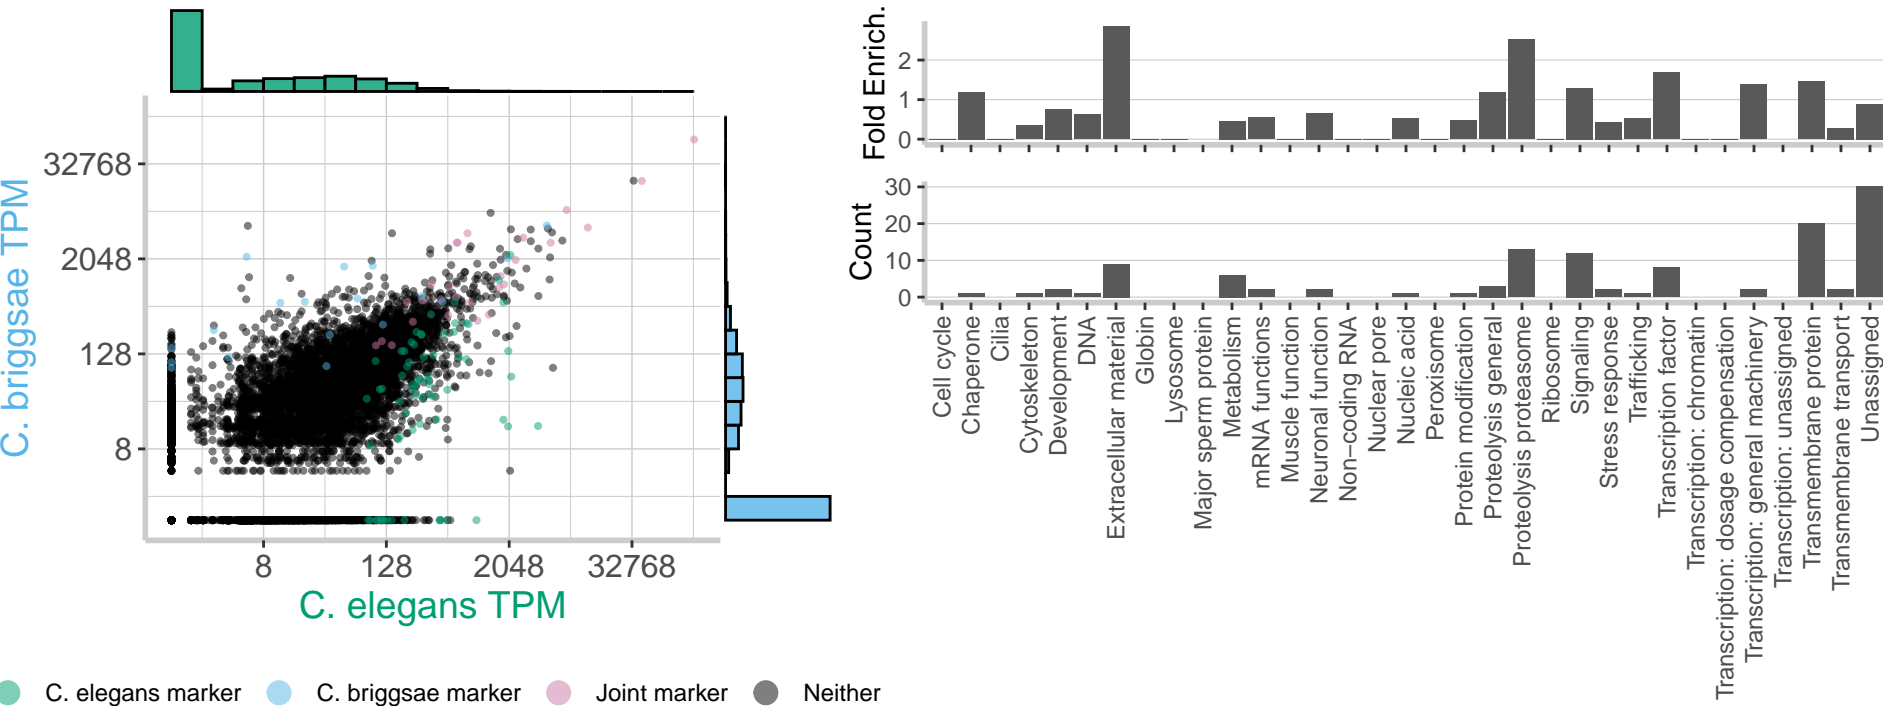 C. briggsae TPM
32768
2048
128
8
8
128
2048
32768
C. elegans TPM
C. elegans marker
C. briggsae marker
Joint marker
Neither
Fold Enrich.
2
1
0
Count
30
20
10
0
Cell cycle
Chaperone
Cilia
Cytoskeleton
Development
DNA
Extracellular material
Globin
Lysosome
Major sperm protein
Metabolism
mRNA functions
Muscle function
Neuronal function
Non−coding RNA
Nuclear pore
Nucleic acid
Peroxisome
Protein modification
Proteolysis general
Proteolysis proteasome
Ribosome
Signaling
Stress response
Trafficking
Transcription factor
Transcription: chromatin
Transcription: dosage compensation
Transcription: general machinery
Transcription: unassigned
Transmembrane protein
Transmembrane transport
Unassigned